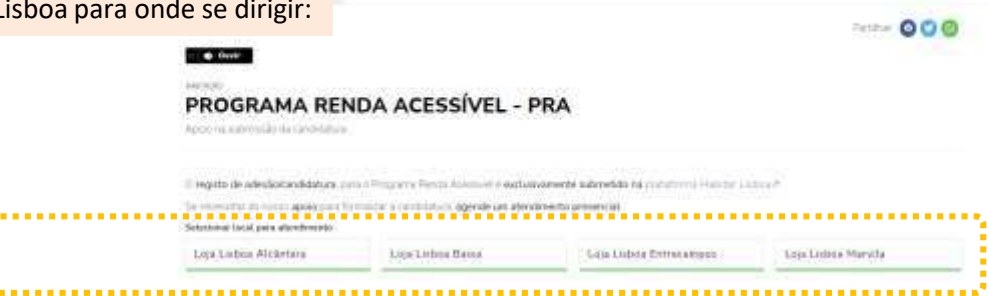 Lisboa para onde se dirigir:
Partilhar
Ouvir
PROGRAMA RENDA ACESSÍVEL - PRA
Apoio na submissão da candidatura
O registo de adesão/candidatura para o Programa Renda Acessível é exclusivamente submetido na plataforma Habitar Lisboa
Se necessitar do nosso apoio para formalizar a candidatura, agende um atendimento presencial
Selecionar local para atendimento
Loja Lisboa Alcântara
Loja Lisboa Baixa
Loja Lisboa Entrecampos
Loja Lisboa Marvila